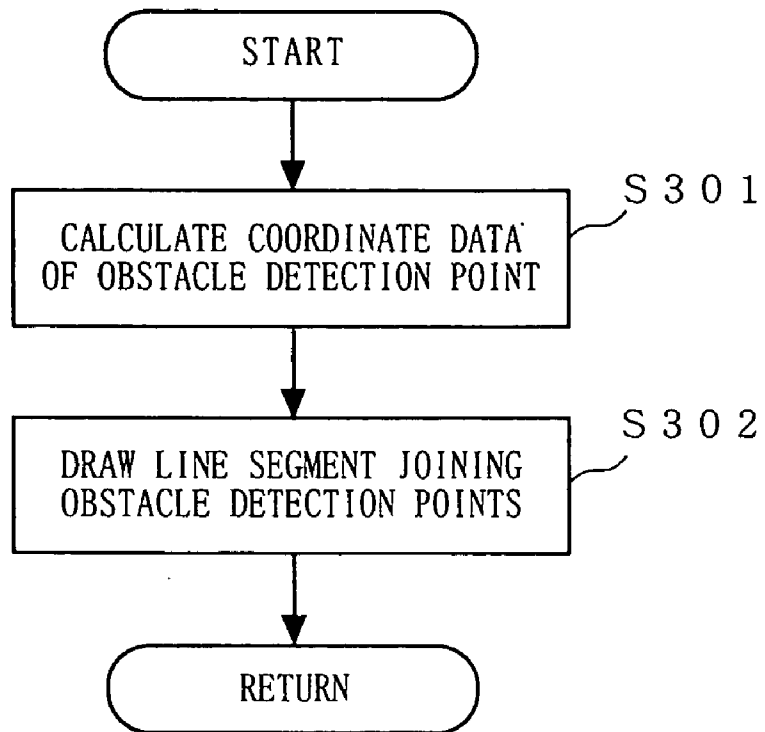 START
S301
CALCULATE COORDINATE DATA
OF OBSTACLE DETECTION POINT
S302
DRAW LINE SEGMENT JOINING
OBSTACLE DETECTION POINTS
RETURN